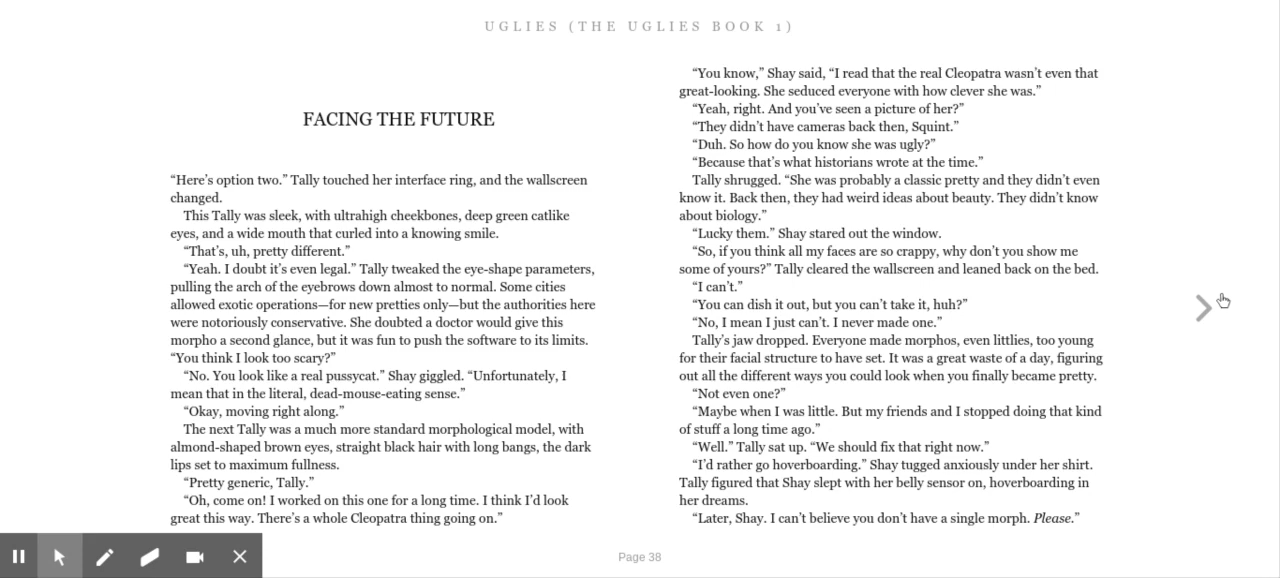 UGLIES (THE UGLIES BOOK 1)
FACING THE FUTURE
“Here’s option two.” Tally touched her interface ring, and the wallscreen
changed.
This Tally was sleek, with ultrahigh cheekbones, deep green catlike
eyes, and a wide mouth that curled into a knowing smile.
“That’s, uh, pretty different.”
“Yeah. I doubt it’s even legal.” Tally tweaked the eye-shape parameters,
pulling the arch of the eyebrows down almost to normal. Some cities
allowed exotic operations—for new pretties only—but the authorities here
were notoriously conservative. She doubted a doctor would give this
morpho a second glance, but it was fun to push the software to its limits.
“You think I look too scary?”
“No. You look like a real pussycat.” Shay giggled. “Unfortunately, I
mean that in the literal, dead-mouse-eating sense.”
“Okay, moving right along.”
The next Tally was a much more standard morphological model, with
almond-shaped brown eyes, straight black hair with long bangs, the dark
lips set to maximum fullness.
“Pretty generic, Tally.”
“Oh, come on! I worked on this one for a long time. I think I’d look
great this way. There’s a whole Cleopatra thing going on.”
“You know,” Shay said, “I read that the real Cleopatra wasn’t even that
great-looking. She seduced everyone with how clever she was.”
“Yeah, right. And you’ve seen a picture of her?”
“They didn’t have cameras back then, Squint.”
“Duh. So how do you know she was ugly?”
“Because that’s what historians wrote at the time.”
Tally shrugged. “She was probably a classic pretty and they didn’t even
know it. Back then, they had weird ideas about beauty. They didn’t know
about biology.”
“Lucky them.” Shay stared out the window.
“So, if you think all my faces are so crappy, why don’t you show me
some of yours?” Tally cleared the wallscreen and leaned back on the bed.
“I can’t.”
“You can dish it out, but you can’t take it, huh?”
“No, I mean I just can’t. I never made one.”
Tally’s jaw dropped. Everyone made morphos, even littlies, too young
for their facial structure to have set. It was a great waste of a day, figuring
out all the different ways you could look when you finally became pretty.
“Not even one?”
“Maybe when I was little. But my friends and I stopped doing that kind
of stuff a long time ago.”
“Well.” Tally sat up. “We should fix that right now.”
“I’d rather go hoverboarding.” Shay tugged anxiously under her shirt.
Tally figured that Shay slept with her belly sensor on, hoverboarding in
her dreams.
“Later, Shay. I can’t believe you don’t have a single morph. Please.”
Page 38